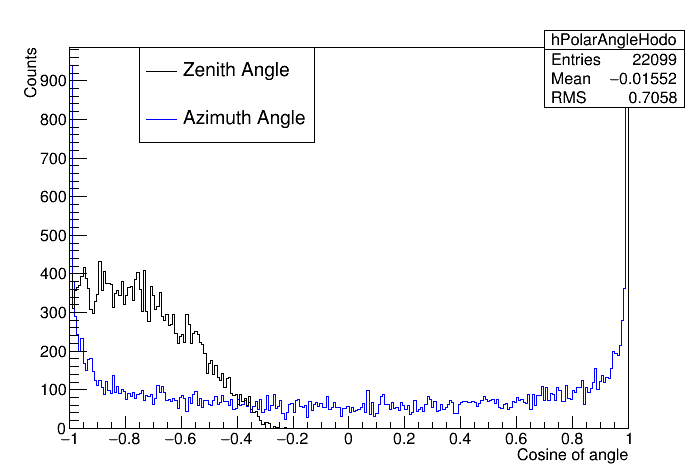 hPolarAngleHodo
Entries 22099
Mean −0.01552
RMS 0.7058
Zenith Angle
Azimuth Angle
Counts
900
800
700
600
500
400
300
200
100
0
−1 −0.8 −0.6 −0.4 −0.2 0 0.2 0.4 0.6 0.8 1
Cosine of angle